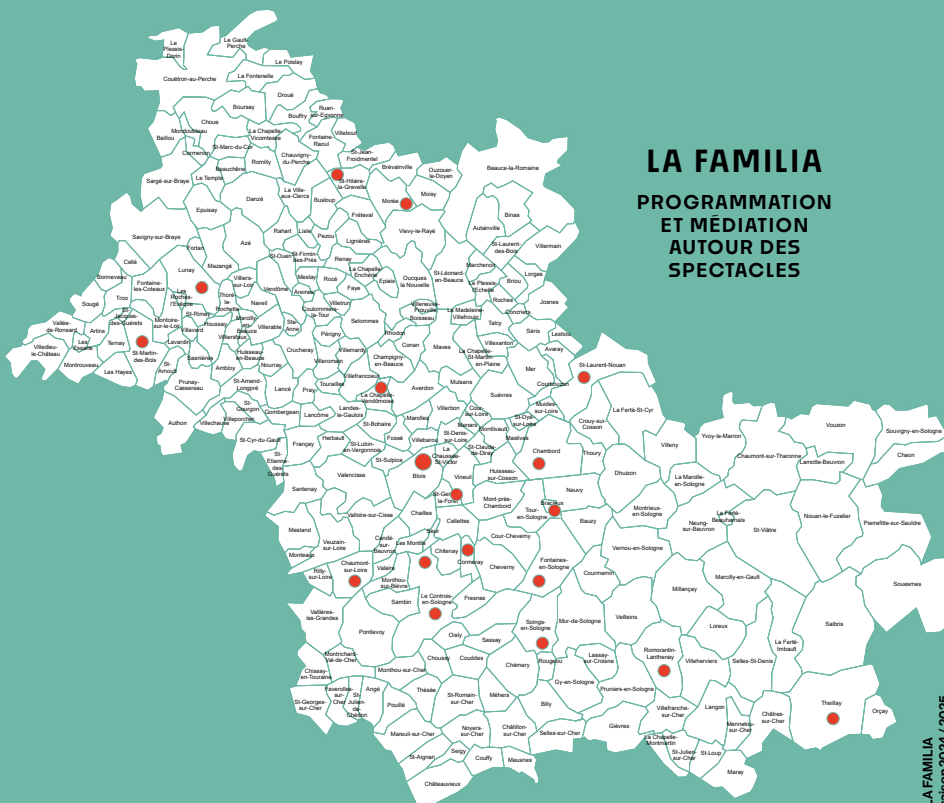 LA FAMILIA
PROGRAMMATION
ET MÉDIATION
AUTOUR DES
SPECTACLES
Le
Plessis-
Dorin
Le Gault-
Perche
Le Poislay
Couëtron-au-Perche
La Fontenelle
Droué
Boursay
Bouffry
Ruan-
sur-Egvonne
Choue
Mondoubleau
Baillou
Cormenon
La Chapelle-
Vicomtesse
Fontaine-
Raoul
Villebout
St-Marc-du-Cor
Beauchêne
Romilly
Chauvigny-
du-Perche
St-Jean-
Froidmentel
Brévainville
Ouzouer-
le-Doyen
Beauce-la-Romaine
Sargé-sur-Braye
Le Temple
Danzé
La Ville-
aux-Clercs
Busloup
St-Hilaire-
la-Gravelle
Morée
Moisy
Epuisay
Fréteval
Binas
Autainville
Savigny-sur-Braye
Fortan
Azé
Rahart
Lisle
Pezou
Lignières
Vievy-le-Rayé
St-Laurent-
des-Bois
Villermain
Cellé
Lunay
Mazangé
St-Ouen
St-Firmin-
des-Prés
Renay
La Chapelle-
Enchérie
Marchenoir
Lorges
Bonneveau
Fontaine-
les-Coteaux
Villiers-
sur-Loir
Vendôme
Meslay
Areines
Rocé
Faye
Epiais
Oucques
la Nouvelle
St-Léonard-
en-Beauce
Le Plessis-
l'Echelle
Briou
Sougé
Troo
Les
Roches-
l'Evêque
Thoré-
la-
Rochette
Naveil
Coulommiers-
la-Tour
Villetrun
Selommes
Villeneuve-
Frouville
Boisseau
La Madeleine-
Villefrouin
Roches
Concriers
Josnes
Vallée-
de-Ronsard
Artins
St-
Jacques-
des-Guérets
Montoire-
sur-le-Loir
St-Rimay
Villavard
Houssay
Marcilly-
en-
Beauce
Villersfaux
Villerable
Ste-
Anne
Périgny
Rhodon
Talcy
Séris
Lestiou
Villedieu-
le-Château
Les
Essarts
Ternay
Lavardin
Conan
Maves
Villexanton
Avaray
St-Martin-
des-Bois
Sasnières
Huisseau-
en-Beauce
Crucheray
Villeromain
Villemardy
Champigny-
en-Beauce
La Chapelle-
St-Martin-
en-Plaine
Mer
Courbouzon
St-Laurent-Nouan
Montrouveau
Les Hayes
St-
Arnoult
Ambloy
Nourray
Villefrancoeur
Prunay-
Cassereau
St-Amand-
Longpré
Lancé
Pray
Tourailles
La Chapelle-
Vendômoise
Averdon
Mulsans
Suèvres
Muides-
sur-Loire
La Ferté-St-Cyr
Authon
Villechauve
St-
Gourgon
Villeporcher
Gombergean
Lancôme
Landes-
le-Gaulois
St-Bohaire
Marolles
Villerbon
Cour-
sur-Loire
Menars
Montlivault
St-Dyé-
sur-Loire
Crouy-sur-
Cosson
St-Cyr-du-Gault
Françay
Herbault
St-Lubin-
en-Vergonnois
Fossé
Villebarou
St-Denis-
sur-Loire
La
Chaussée-
St-Victor
St-Claude-
de-Diray
Maslives
Chambord
Thoury
Villeny
Yvoy-le-Marron
Vouzon
Souvigny-en-Sologne
St-
Etienne-
des-
Guérets
Valencisse
St-Sulpice
Blois
Vineuil
Huisseau-
sur-Cosson
Dhuizon
La Marolle-
en-Sologne
Chaumont-sur-Tharonne
Lamotte-Beuvron
Chaon
Santenay
Valloire-sur-Cisse
Chailles
Mont-près-
Chambord
Tour-
en-Sologne
Bracieux
Neuvy
Bauzy
Montrieux-
en-Sologne
Neung-
sur-Beuvron
La Ferté-
Beauharnais
St-Viâtre
Nouan-le-Fuzelier
Pierrefitte-sur-Sauldre
Mesland
Monteaux
Veuzain-
sur-Loire
Candé-
sur-
Beuvron
Les Montils
Cellettes
Cour-Cheverny
Vernou-en-Sologne
Rilly-
sur-Loire
Chaumont-
sur-Loire
Valaire
Monthou-
sur-Bièvre
Chitenay
Cormeray
Cheverny
Fontaines-
en-Sologne
Courmemin
Millançay
Marcilly-en-Gault
Souesmes
Vallières-
les-Grandes
Sambin
Le Controis-
en-Sologne
Fresnes
Soings-
en-Sologne
Mur-de-Sologne
Veilleins
Loreux
Salbris
Pontlevoy
Oisly
Sassay
Montrichard-
Val-de-Cher
Monthou-sur-Cher
Choussy
Couddes
Chémery
Rougeou
Lassay-
sur-Croisne
Romorantin-
Lanthenay
Villeherviers
Selles-St-Denis
La Ferté-
Imbault
Chissay-
en-Touraine
Faverolles-
sur-
Cher
St-
Julien-
de-
Chédon
Angé
Pouillé
Thésée
St-Romain-
sur-Cher
Méhers
Billy
Gy-en-Sologne
Pruniers-en-Sologne
St-Georges-
sur-Cher
Mareuil-sur-Cher
Noyers-
sur-Cher
Châtillon-
sur-Cher
Selles-sur-Cher
Gièvres
Villefranche-
sur-Cher
Langon
Mennetou-
sur-Cher
Châtres-
sur-Cher
Theillay
Orçay
St-Aignan
Seigy
Couffy
Meusnes
La Chapelle-
Montmartin
St-Julien-
sur-Cher
St-Loup
Maray
Châteauvieux
LA FAMILIA
2024 / 2025